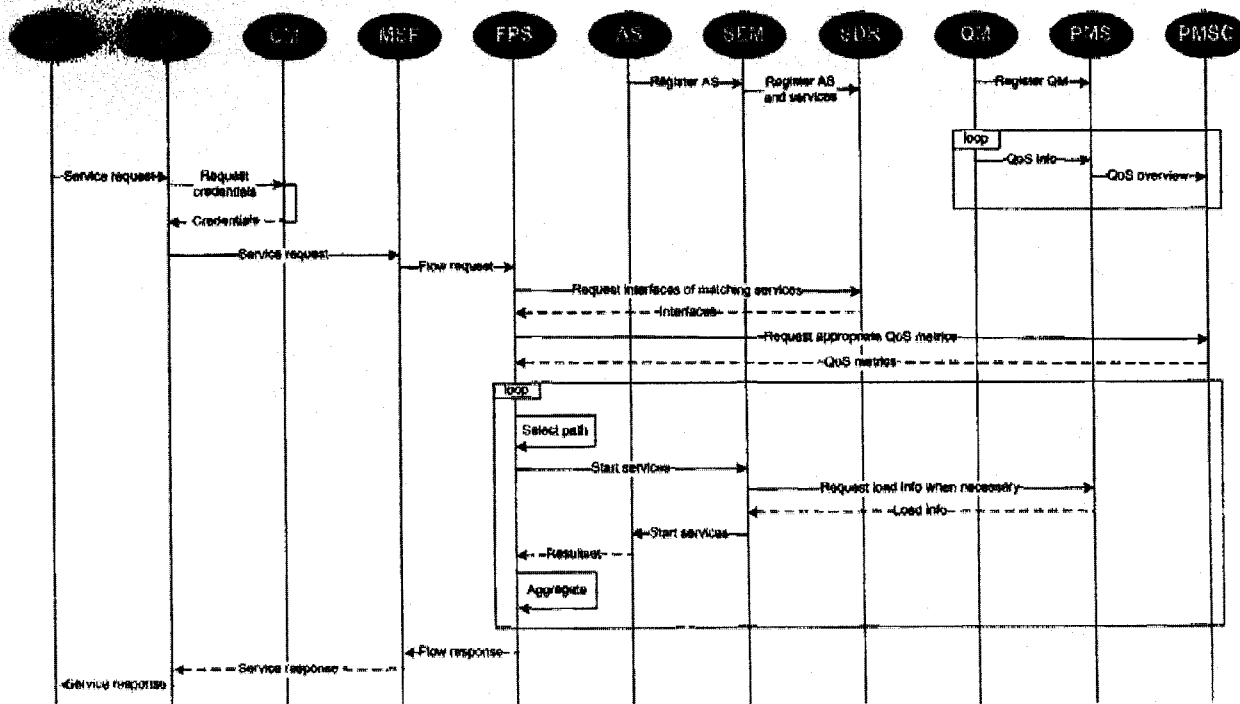 CM MEF FPS AS SEM SDR QM PMS PMSC
Register AS
Register AS
and services
Register QM
loop
QoS info
QoS overview
Service request
Request
credentials
Credentials
Service request
Flow request
Request interfaces of matching services
Interfaces
Request appropriate QoS metrics
QoS metrics
loop
Select path
Start services
Request load info when necessary
Load info
Start services
Resultset
Aggregate
Flow response
Service response
Service response